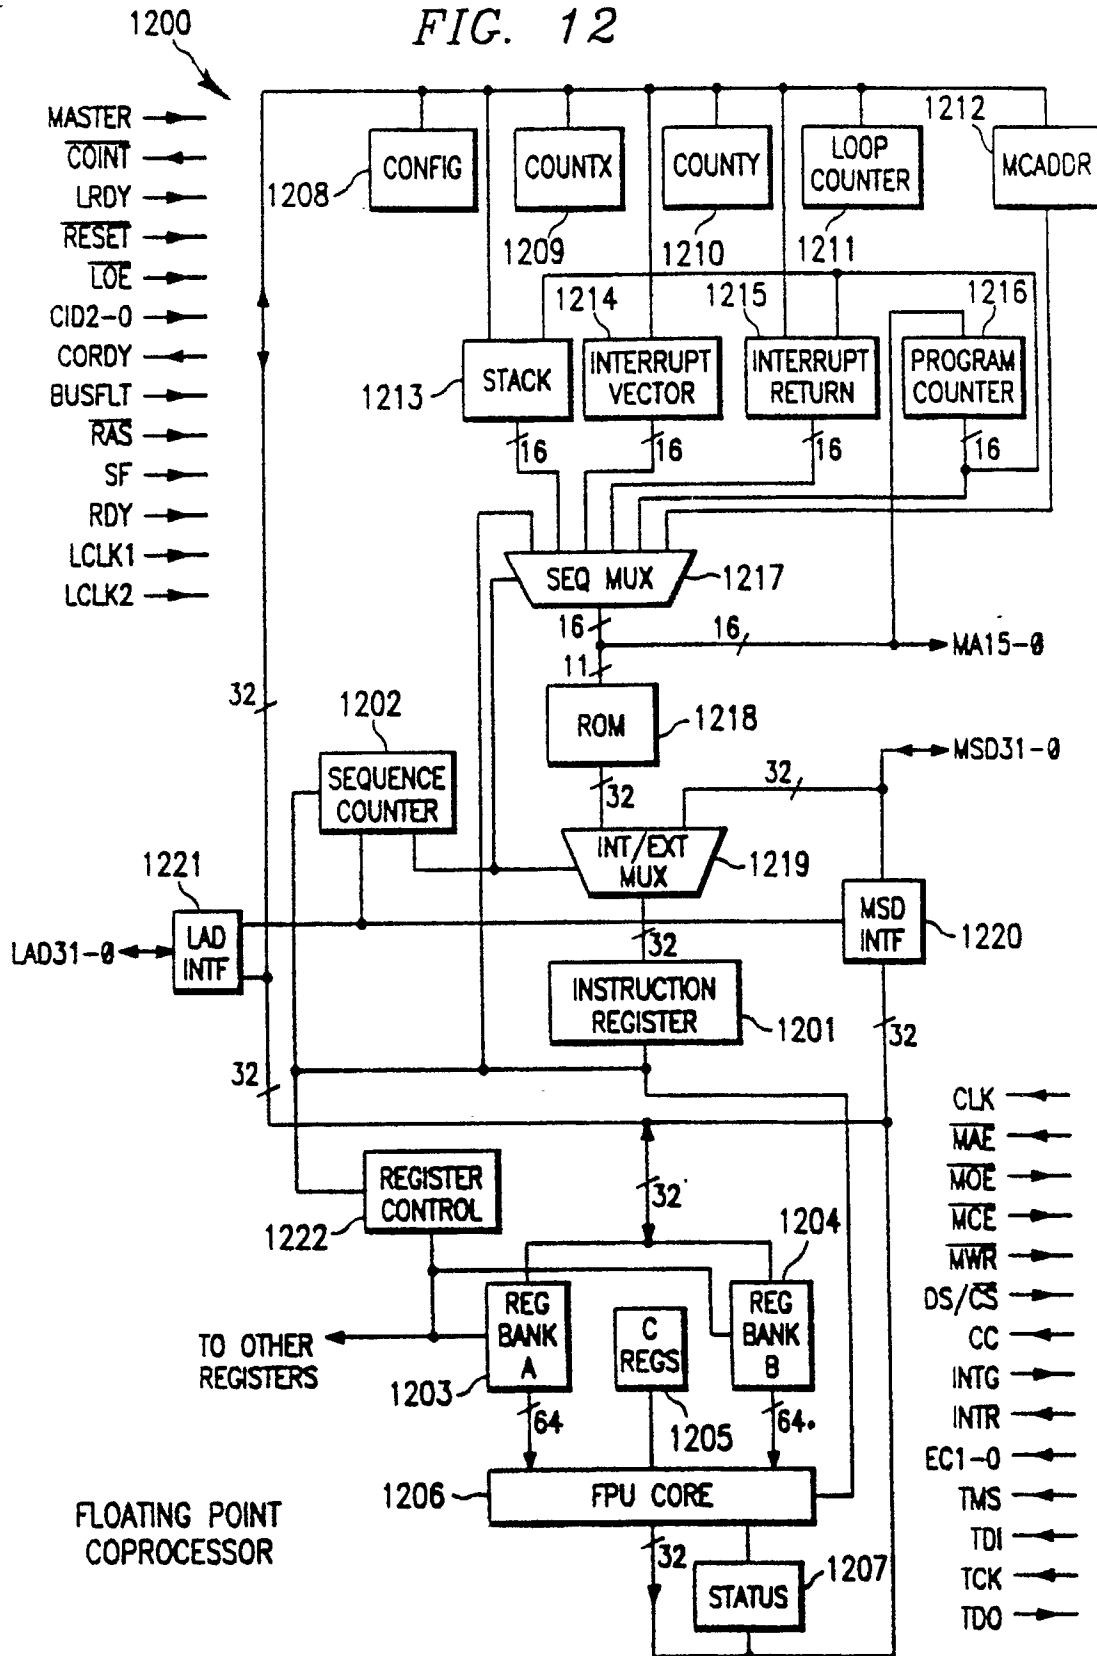 FIG. 12
1200
MASTER
COINT
LRDY
RESET
LOE
CID2-0
CORDY
BUSFLT
RAS
SF
RDY
LCLK1
LCLK2
CONFIG
1208
COUNTX
1209
COUNTY
1210
LOOP
COUNTER
1211
1212
MCADDR
STACK
1213
16
1214
INTERRUPT
VECTOR
16
1215
INTERRUPT
RETURN
16
1216
PROGRAM
COUNTER
16
SEQ MUX
1217
16
16
MA15-0
11
ROM
1218
32
32
1202
SEQUENCE
COUNTER
MSD31-0
32
INT/EXT
MUX
1219
1221
LAD
INTF
LAD31-0
MSD
INTF
1220
32
INSTRUCTION
REGISTER
1201
32
32
REGISTER
CONTROL
1222
32
1204
REG
BANK
A
1203
C
REGS
1205
REG
BANK
B
TO OTHER
REGISTERS
64
64
1206
FPU CORE
32
STATUS
1207
FLOATING POINT
COPROCESSOR
CLK
MAE
MOE
MCE
MWR
DS/CS
CC
INTG
INTR
EC1-0
TMS
TDI
TCK
TDO